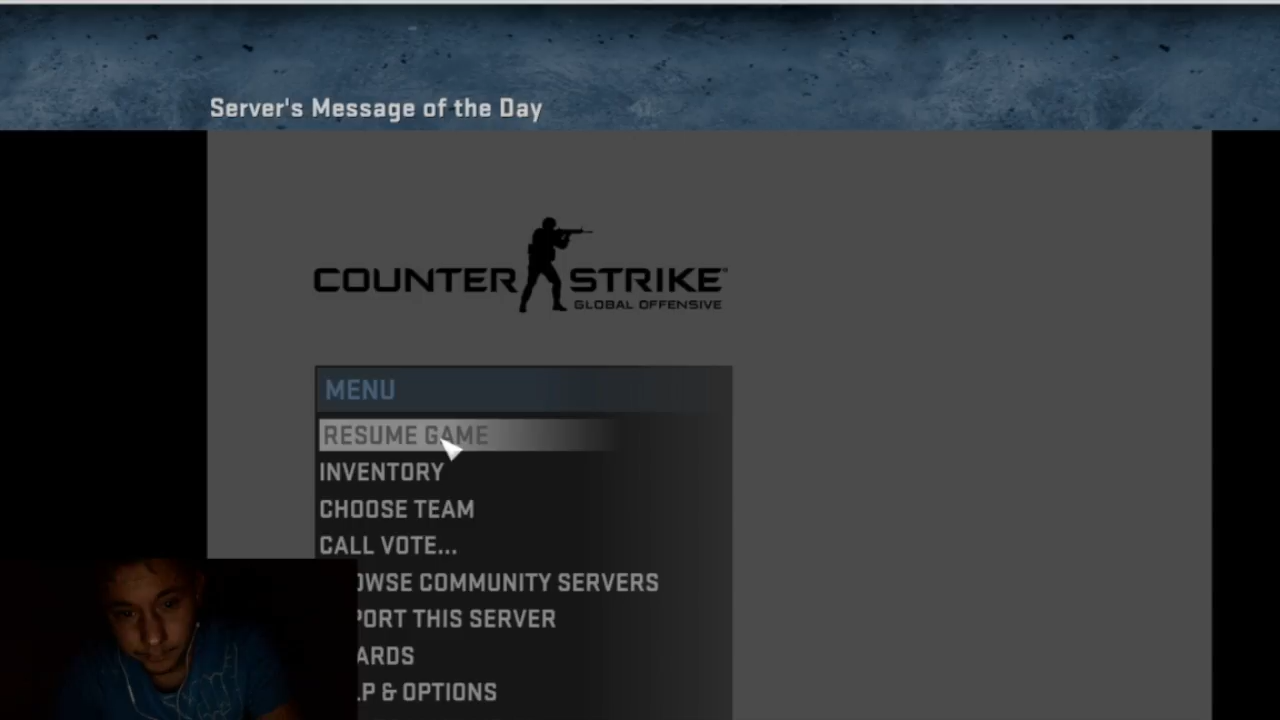 Server's Message of the Day
COUNTER STRIKE
GLOBAL OFFENSIVE
MENU
RESUME GAME
INVENTORY
CHOOSE TEAM
CALL VOTE...
OWSE COMMUNITY SERVERS
PORT THIS SERVER
ARDS
LP & OPTIONS